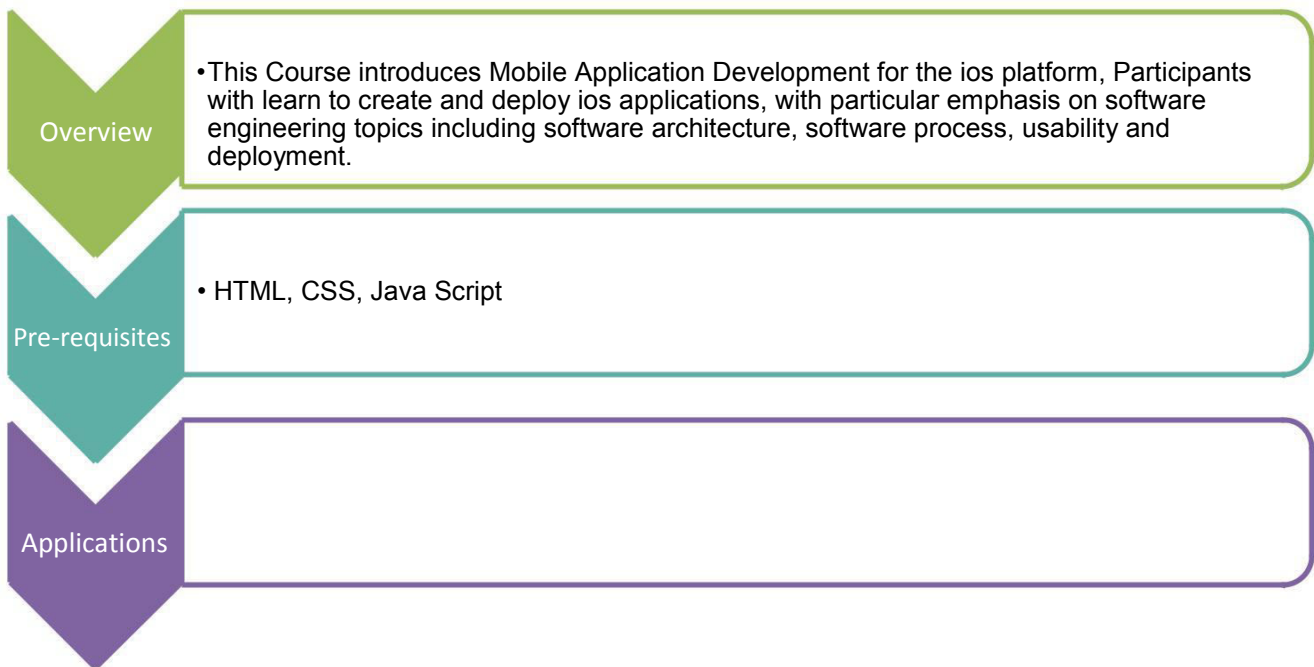 Overview
•This Course introduces Mobile Application Development for the ios platform, Participants
with learn to create and deploy ios applications, with particular emphasis on software
engineering topics including software architecture, software process, usability and
deployment.
Pre-requisites
• HTML, CSS, Java Script
Applications